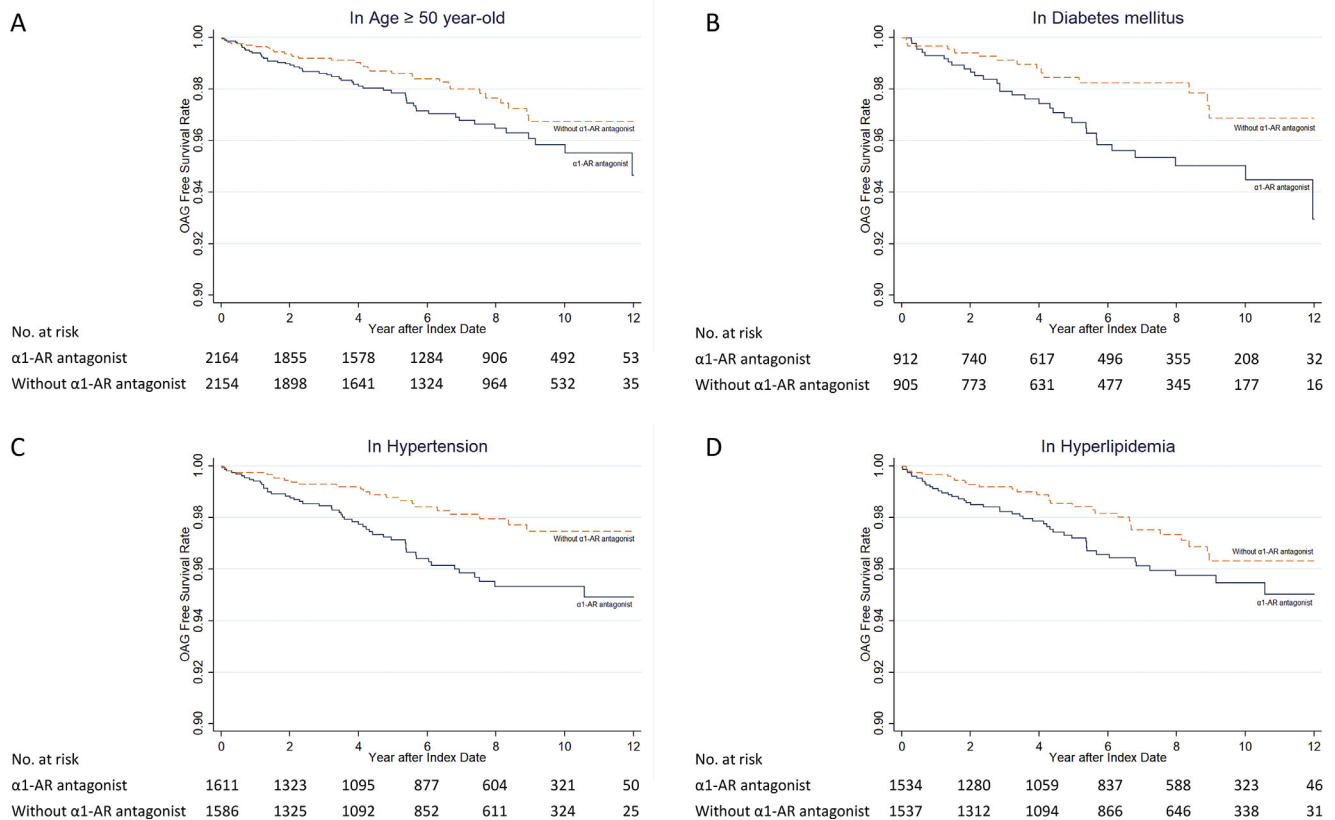 A
In Age ≥ 50 year-old
OAG Free Survival Rate
1.00
0.98
0.96
0.94
0.92
0.90
Without α1-AR antagonist
α1-AR antagonist
0 2 4 6 8 10 12
Year after Index Date
No. at risk
α1-AR antagonist 2164 1855 1578 1284 906 492 53
Without α1-AR antagonist 2154 1898 1641 1324 964 532 35
B
In Diabetes mellitus
OAG Free Survival Rate
1.00
0.98
0.96
0.94
0.92
0.90
Without α1-AR antagonist
α1-AR antagonist
0 2 4 6 8 10 12
Year after Index Date
No. at risk
α1-AR antagonist 912 740 617 496 355 208 32
Without α1-AR antagonist 905 773 631 477 345 177 16
C
In Hypertension
OAG Free Survival Rate
1.00
0.98
0.96
0.94
0.92
0.90
Without α1-AR antagonist
α1-AR antagonist
0 2 4 6 8 10 12
Year after Index Date
No. at risk
α1-AR antagonist 1611 1323 1095 877 604 321 50
Without α1-AR antagonist 1586 1325 1092 852 611 324 25
D
In Hyperlipidemia
OAG Free Survival Rate
1.00
0.98
0.96
0.94
0.92
0.90
Without α1-AR antagonist
α1-AR antagonist
0 2 4 6 8 10 12
Year after Index Date
No. at risk
α1-AR antagonist 1534 1280 1059 837 588 323 46
Without α1-AR antagonist 1537 1312 1094 866 646 338 31